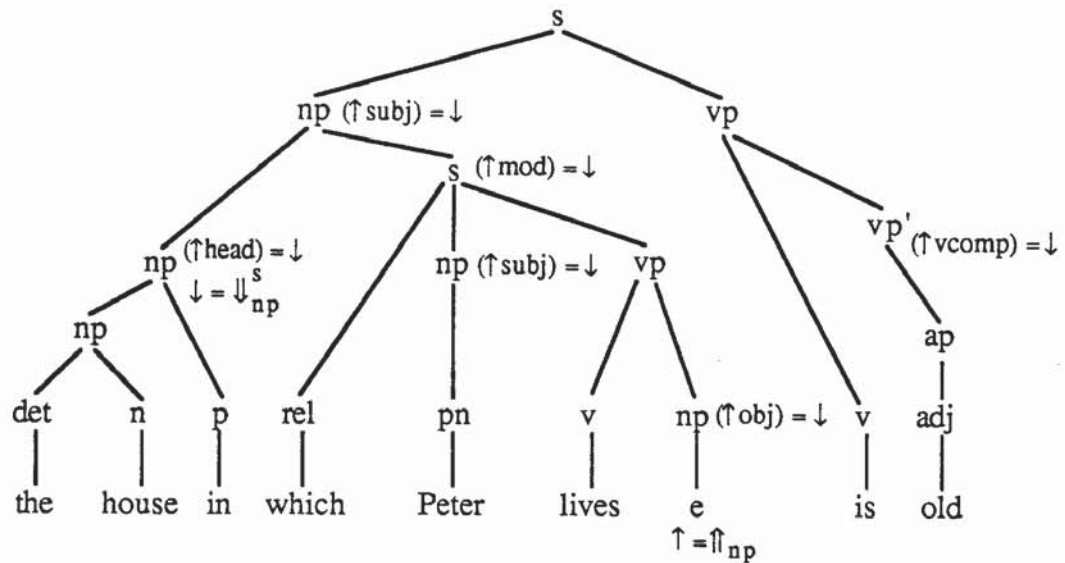 s
np (↑subj) = ↓ vp
s (↑mod) = ↓
vp' (↑vcomp) = ↓
np (↑head) = ↓ np (↑subj) = ↓ vp
↓ = ⇓ˢₙₚ
np ap
det n p rel pn v np (↑obj) = ↓ v adj
the house in which Peter lives e is old
↑ = ⇑ₙₚ